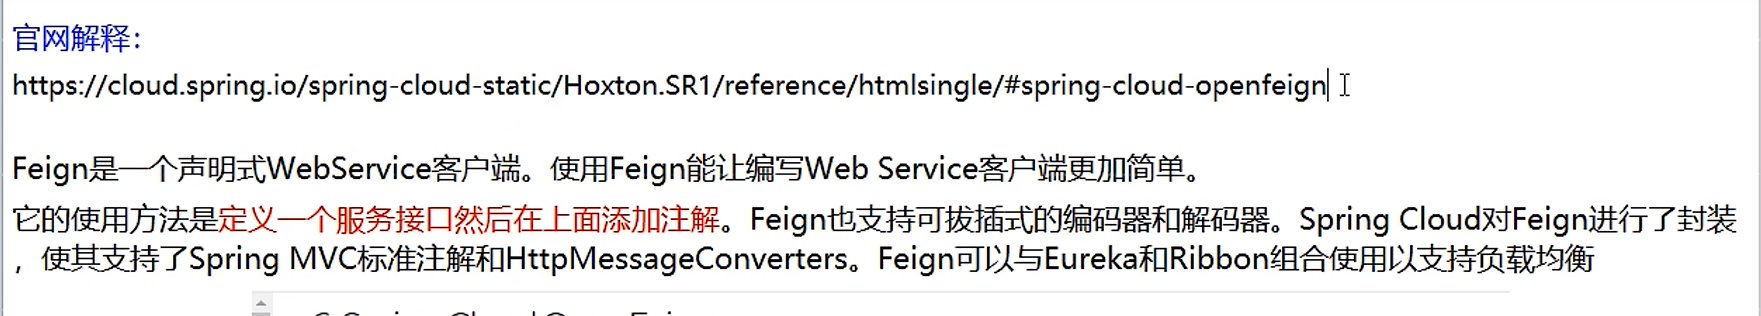 官网解释：
https://cloud.spring.io/spring-cloud-static/Hoxton.SR1/reference/htmlsingle/#spring-cloud-openfeign
Feign是一个声明式WebService客户端。使用Feign能让编写Web Service客户端更加简单。
它的使用方法是定义一个服务接口然后在上面添加注解。Feign也支持可拔插式的编码器和解码器。Spring Cloud对Feign进行了封装
，使其支持了Spring MVC标准注解和HttpMessageConverters。Feign可以与Eureka和Ribbon组合使用以支持负载均衡